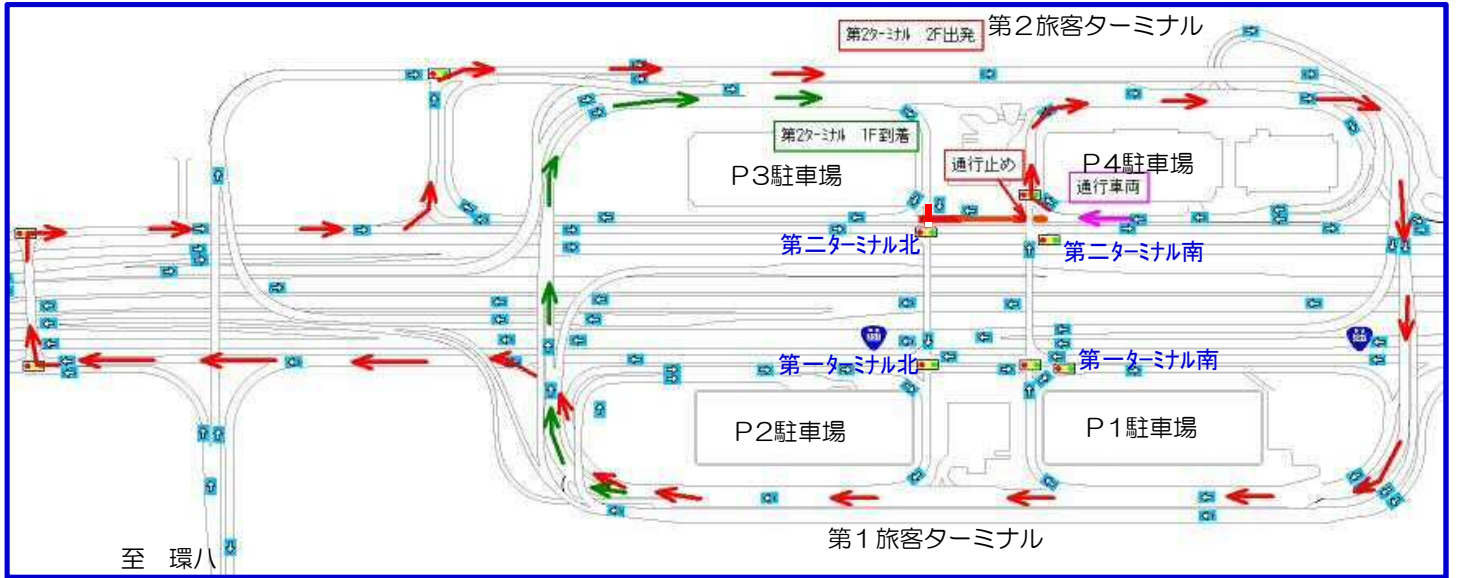 第2ﾀｰﾐﾅﾙ 2F出発
第２旅客ターミナル
第2ﾀｰﾐﾅﾙ 1F到着
P３駐車場
通行止め
P４駐車場
通行車両
第二ﾀｰﾐﾅﾙ北
第二ﾀｰﾐﾅﾙ南
第一ﾀｰﾐﾅﾙ北
第一ﾀｰﾐﾅﾙ南
P２駐車場
P１駐車場
第１旅客ターミナル
至　環八